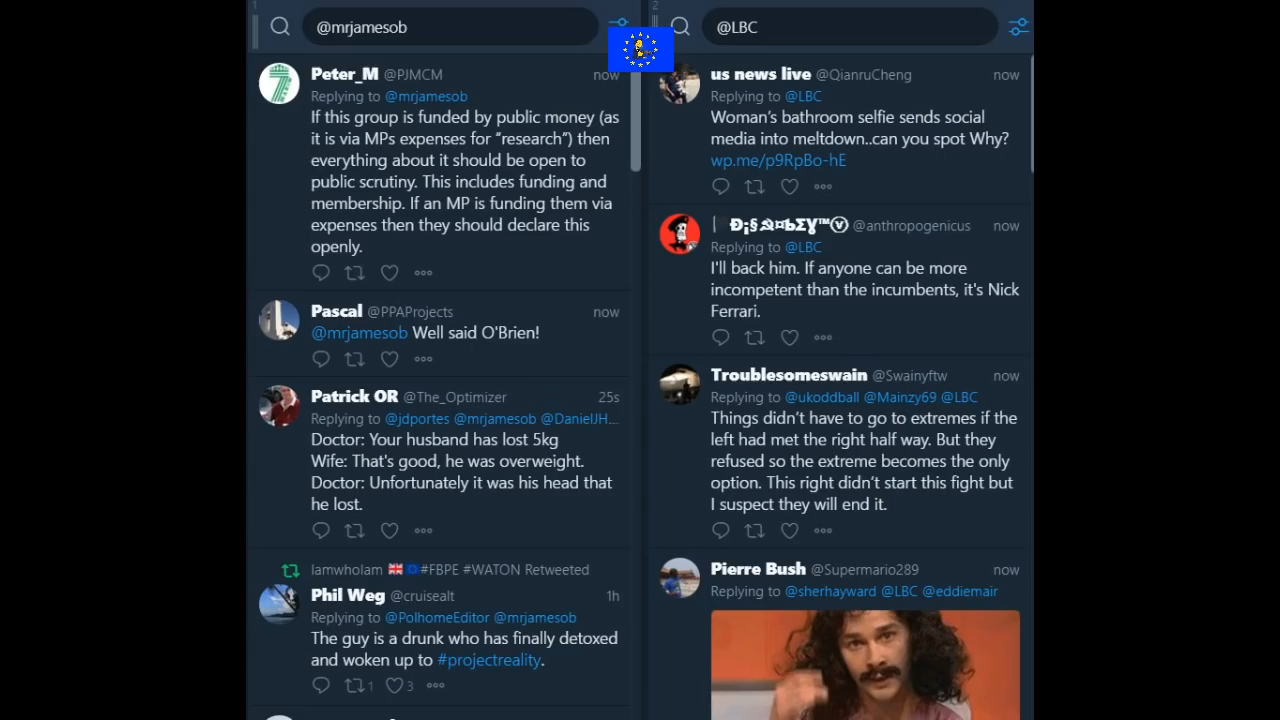 1
@mrjamesob
Peter_M @PJMCM now
Replying to @mrjamesob
If this group is funded by public money (as
it is via MPs expenses for “research”) then
everything about it should be open to
public scrutiny. This includes funding and
membership. If an MP is funding them via
expenses then they should declare this
openly.
Pascal @PPAProjects now
@mrjamesob Well said O'Brien!
Patrick OR @The_Optimizer 25s
Replying to @jdportes @mrjamesob @DanielJH...
Doctor: Your husband has lost 5kg
Wife: That's good, he was overweight.
Doctor: Unfortunately it was his head that
he lost.
IamwhoIam 🇬🇧🇪🇺#FBPE #WATON Retweeted
Phil Weg @cruisealt 1h
Replying to @PolhomeEditor @mrjamesob
The guy is a drunk who has finally detoxed
and woken up to #projectreality.
1 3
2
@LBC
us news live @QianruCheng now
Replying to @LBC
Woman’s bathroom selfie sends social
media into meltdown..can you spot Why?
wp.me/p9RpBo-hE
@anthropogenicus now
Replying to @LBC
I'll back him. If anyone can be more
incompetent than the incumbents, it's Nick
Ferrari.
Troublesomeswain @Swainyftw now
Replying to @ukoddball @Mainzy69 @LBC
Things didn’t have to go to extremes if the
left had met the right half way. But they
refused so the extreme becomes the only
option. This right didn’t start this fight but
I suspect they will end it.
Pierre Bush @Supermario289 now
Replying to @sherhayward @LBC @eddiemair